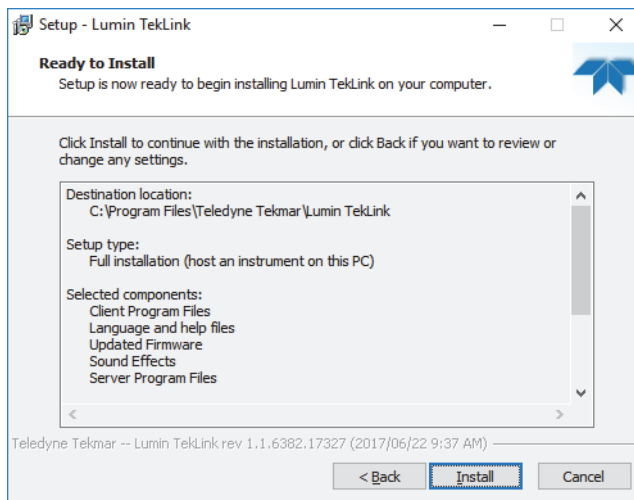 Setup - Lumin TekLink
Ready to Install
Setup is now ready to begin installing Lumin TekLink on your computer.
Click Install to continue with the installation, or click Back if you want to review or
change any settings.
Destination location:
C:\Program Files\Teledyne Tekmar\Lumin TekLink
Setup type:
Full installation (host an instrument on this PC)
Selected components:
Client Program Files
Language and help files
Updated Firmware
Sound Effects
Server Program Files
Teledyne Tekmar -- Lumin TekLink rev 1.1.6382.17327 (2017/06/22 9:37 AM)
< Back
Install
Cancel